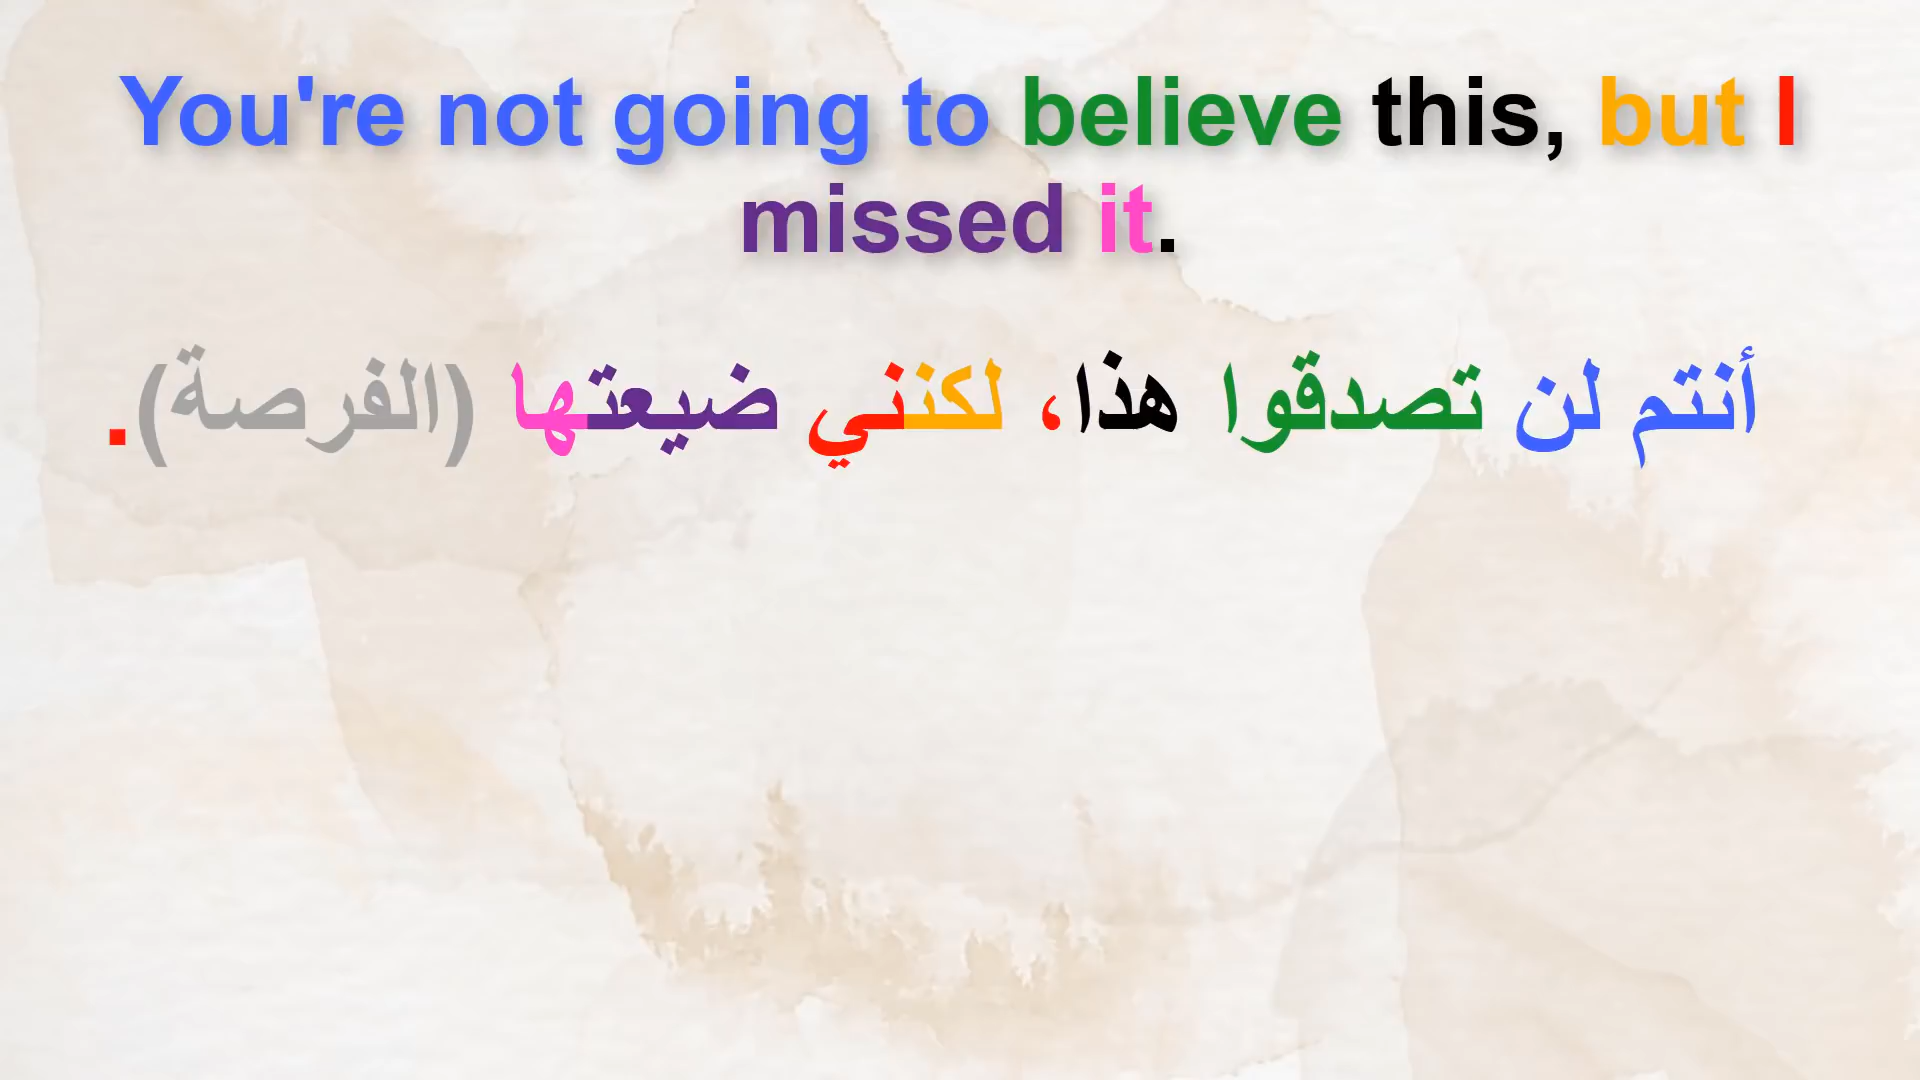 You're not going to believe this, but I
missed it.
أنتم لن تصدقوا هذا، لكنني ضيعتها (الفرصة).